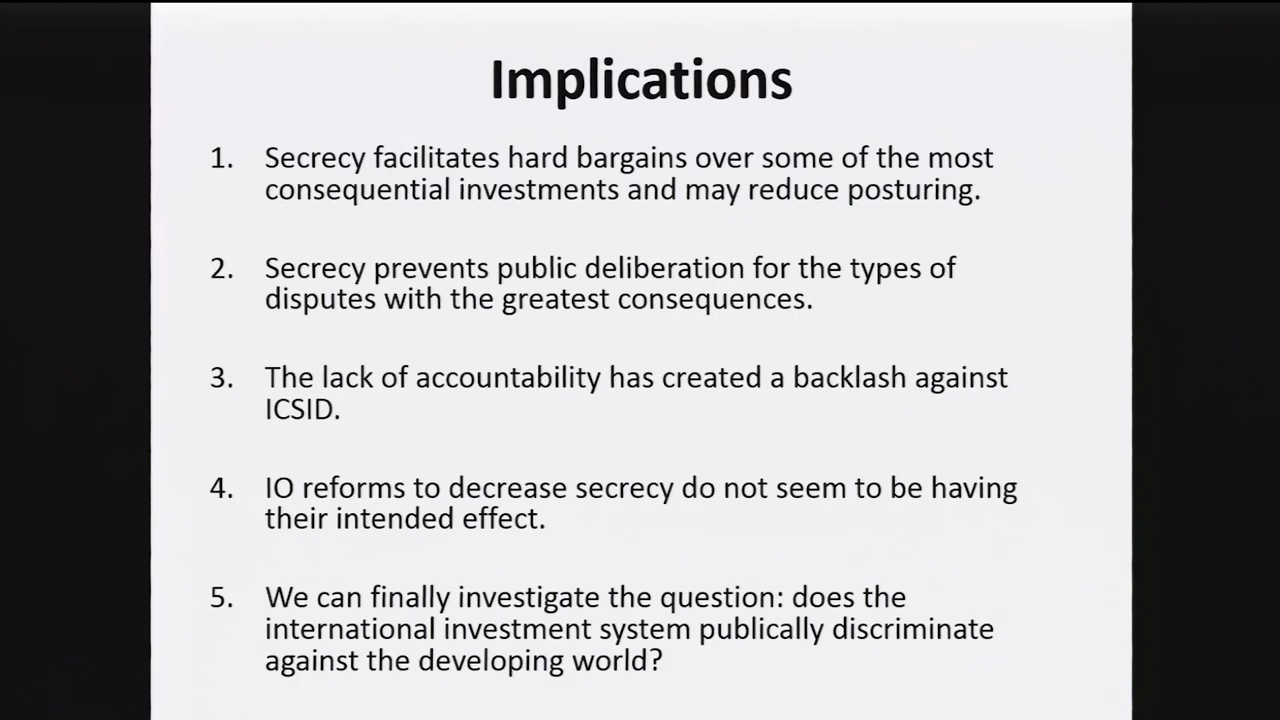 Implications
1. Secrecy facilitates hard bargains over some of the most
consequential investments and may reduce posturing.
2. Secrecy prevents public deliberation for the types of
disputes with the greatest consequences.
3. The lack of accountability has created a backlash against
ICSID.
4. IO reforms to decrease secrecy do not seem to be having
their intended effect.
5. We can finally investigate the question: does the
international investment system publically discriminate
against the developing world?